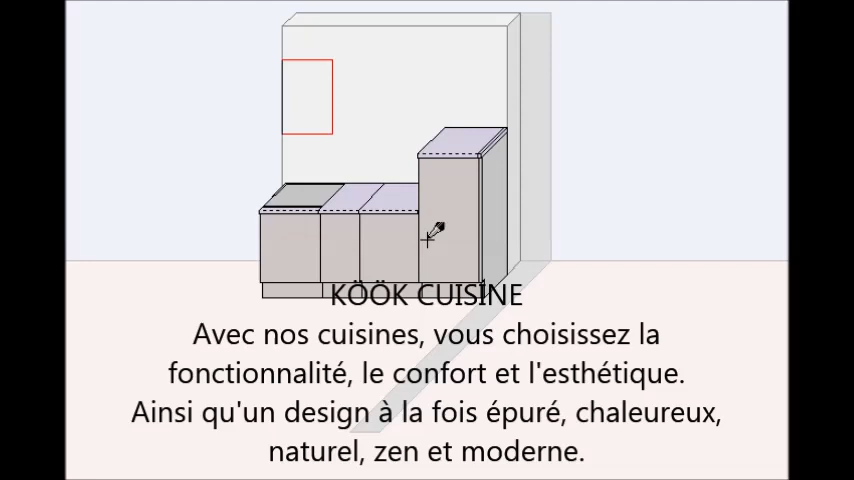 KÖÖK CUISINE
Avec nos cuisines, vous choisissez la
fonctionnalité, le confort et l'esthétique.
Ainsi qu'un design à la fois épuré, chaleureux,
naturel, zen et moderne.